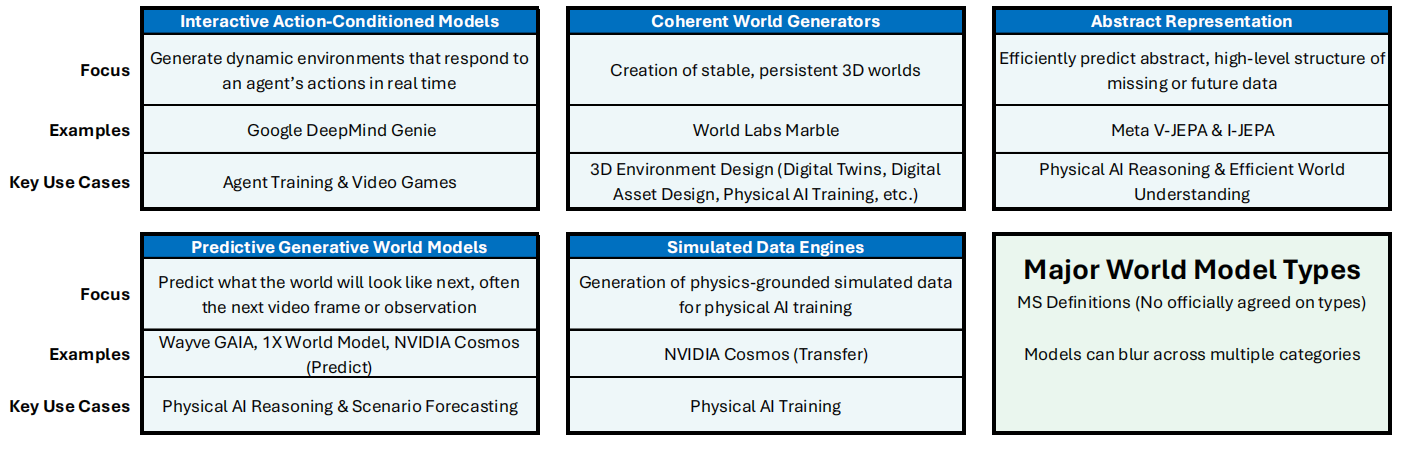 Interactive Action-Conditioned Models
Coherent World Generators
Abstract Representation
Focus
Generate dynamic environments that respond to
an agent’s actions in real time
Creation of stable, persistent 3D worlds
Efficiently predict abstract, high-level structure of
missing or future data
Examples
Google DeepMind Genie
World Labs Marble
Meta V-JEPA & I-JEPA
Key Use Cases
Agent Training & Video Games
3D Environment Design (Digital Twins, Digital
Asset Design, Physical AI Training, etc.)
Physical AI Reasoning & Efficient World
Understanding
Predictive Generative World Models
Simulated Data Engines
Focus
Predict what the world will look like next, often
the next video frame or observation
Generation of physics-grounded simulated data
for physical AI training
Examples
Wayve GAIA, 1X World Model, NVIDIA Cosmos
(Predict)
NVIDIA Cosmos (Transfer)
Key Use Cases
Physical AI Reasoning & Scenario Forecasting
Physical AI Training
Major World Model Types
MS Definitions (No officially agreed on types)
Models can blur across multiple categories